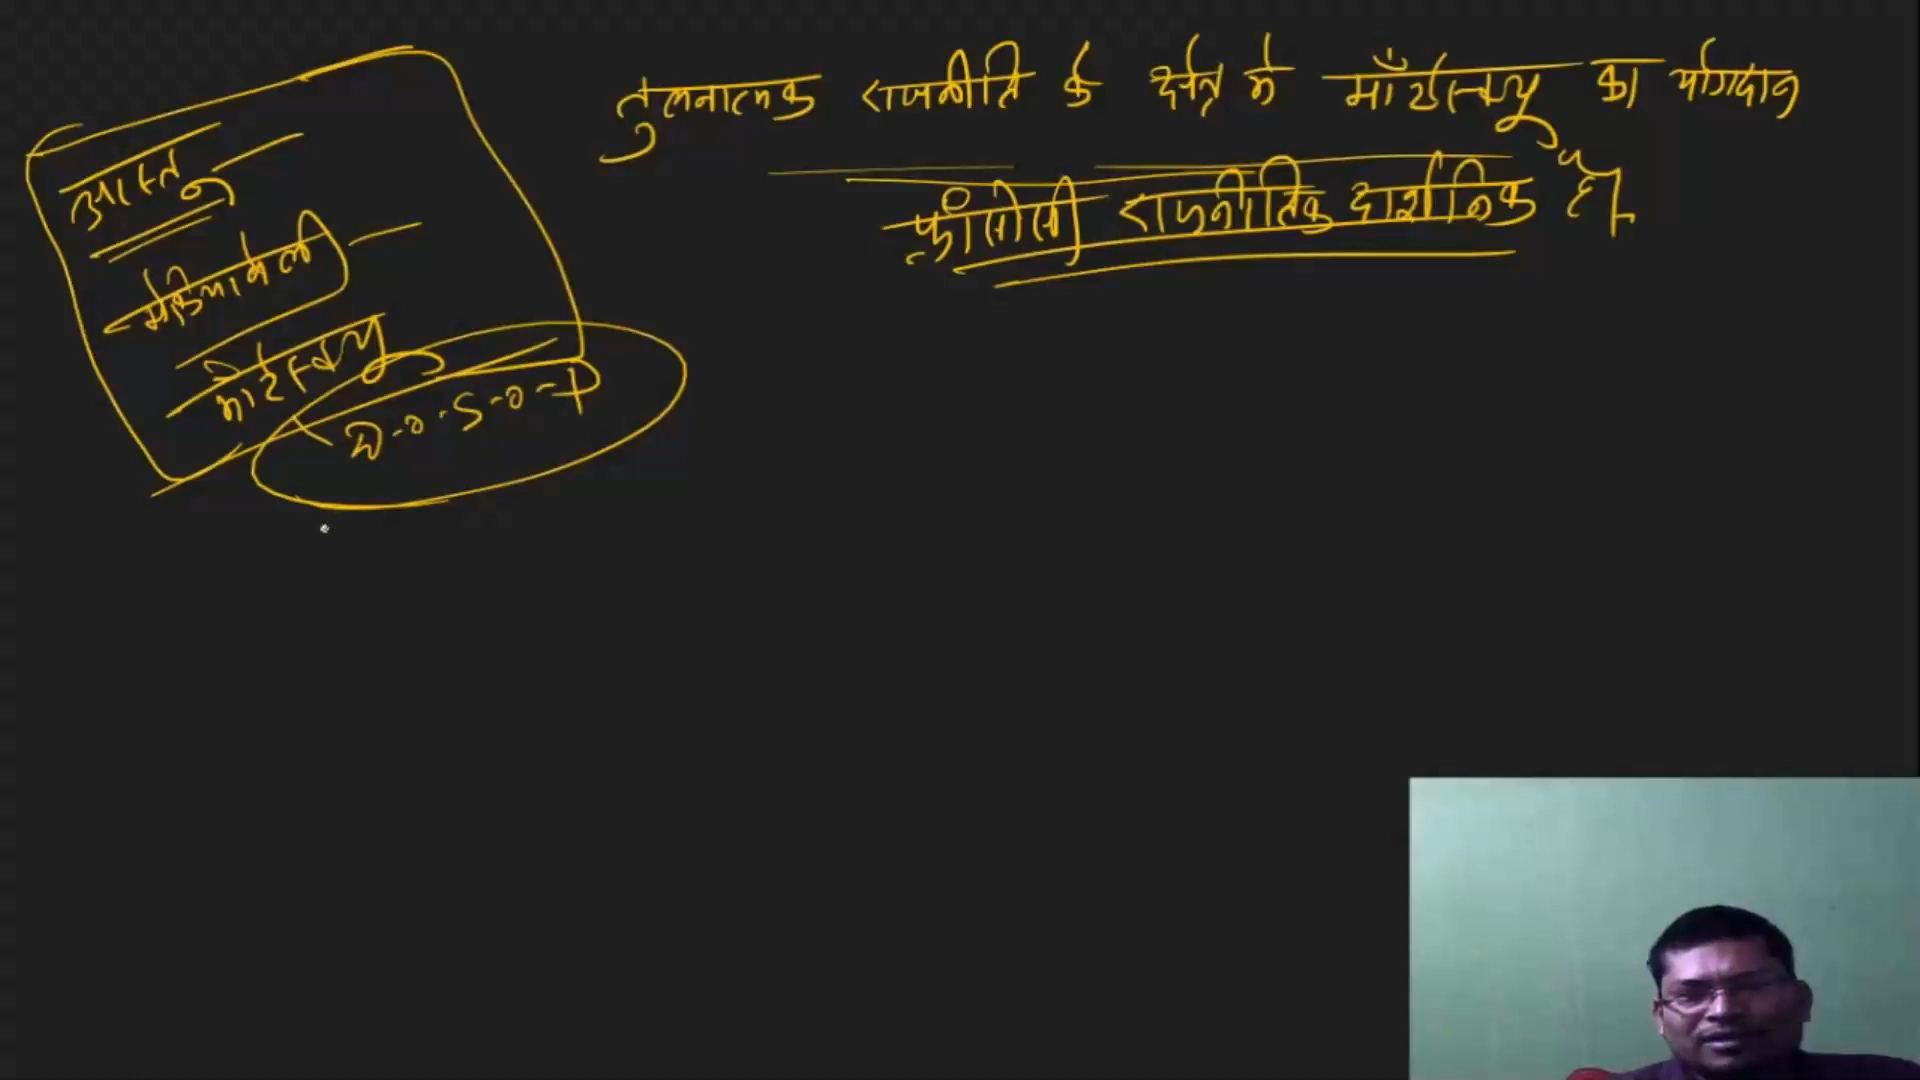 तुलनात्मक राजनीति के क्षेत्र में मॉटेस्क्यू का योगदान
फ्रांसीसी राजनीतिक दार्शनिक है।
अरस्तू
मेकियावेली
मोटेस्क्यू
D-o-S-o-P